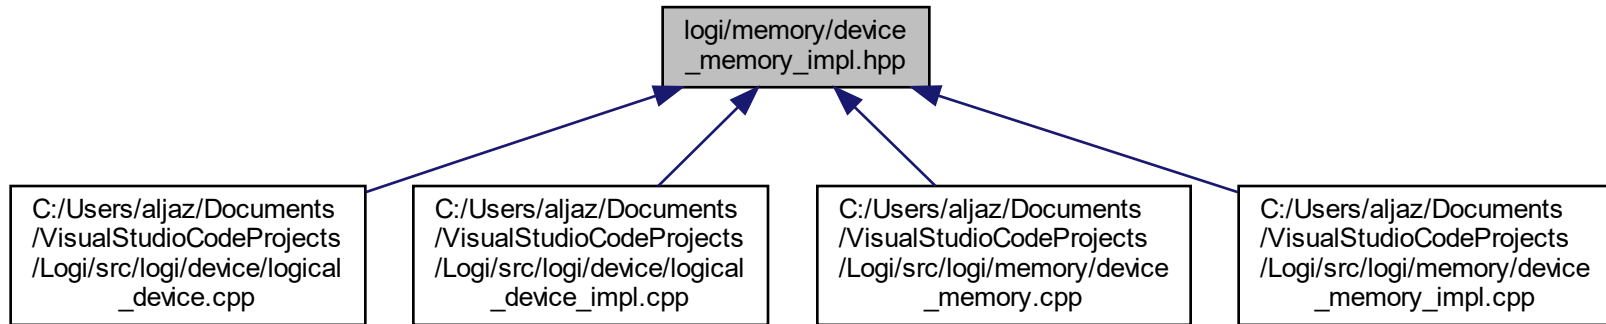 logi/memory/device
_memory_impl.hpp
C:/Users/aljaz/Documents
/VisualStudioCodeProjects
/Logi/src/logi/device/logical
_device.cpp
C:/Users/aljaz/Documents
/VisualStudioCodeProjects
/Logi/src/logi/device/logical
_device_impl.cpp
C:/Users/aljaz/Documents
/VisualStudioCodeProjects
/Logi/src/logi/memory/device
_memory.cpp
C:/Users/aljaz/Documents
/VisualStudioCodeProjects
/Logi/src/logi/memory/device
_memory_impl.cpp